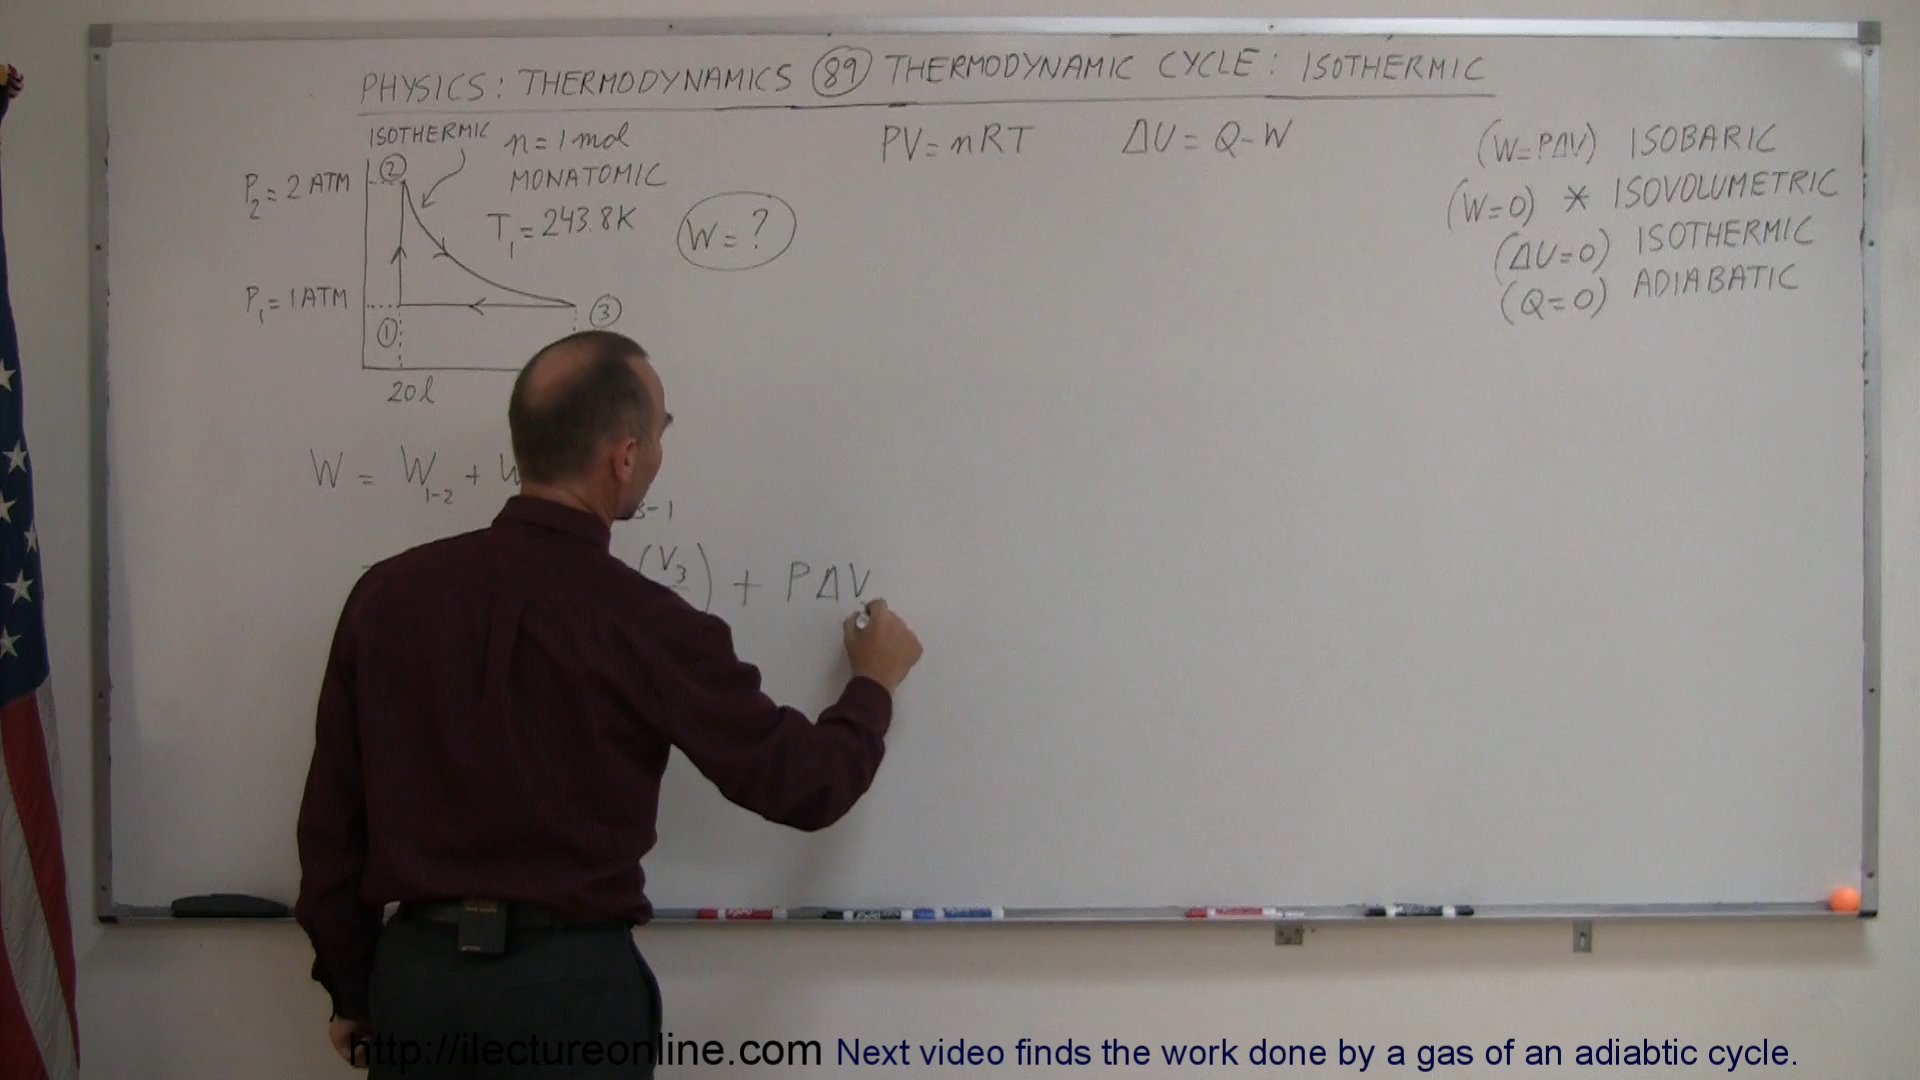 PHYSICS: THERMODYNAMICS 89 THERMODYNAMIC CYCLE: ISOTHERMIC
ISOTHERMIC
n = 1 mol
MONATOMIC
T₁ = 243.8K
W = ?
P₂ = 2 ATM
P₁ = 1 ATM
2
1
3
20 l
PV = nRT
ΔU = Q - W
(W=PΔV) ISOBARIC
(W=0) * ISOVOLUMETRIC
(ΔU=0) ISOTHERMIC
(Q=0) ADIABATIC
W = W₁₋₂ +
(V₃ ) + PΔV
http://ilectureonline.com Next video finds the work done by a gas of an adiabtic cycle.